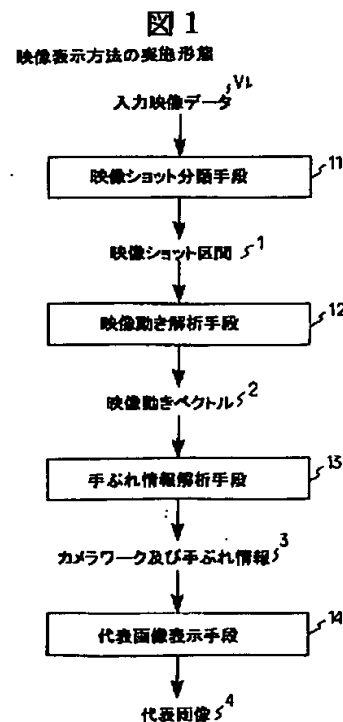 図1
映像表示方法の実施形態
入力映像データ VI
映像ショット分類手段 11
映像ショット区間 1
映像動き解析手段 12
映像動きベクトル 2
手ぶれ情報解析手段 13
カメラワーク及び手ぶれ情報 3
代表画像表示手段 14
代表画像 4